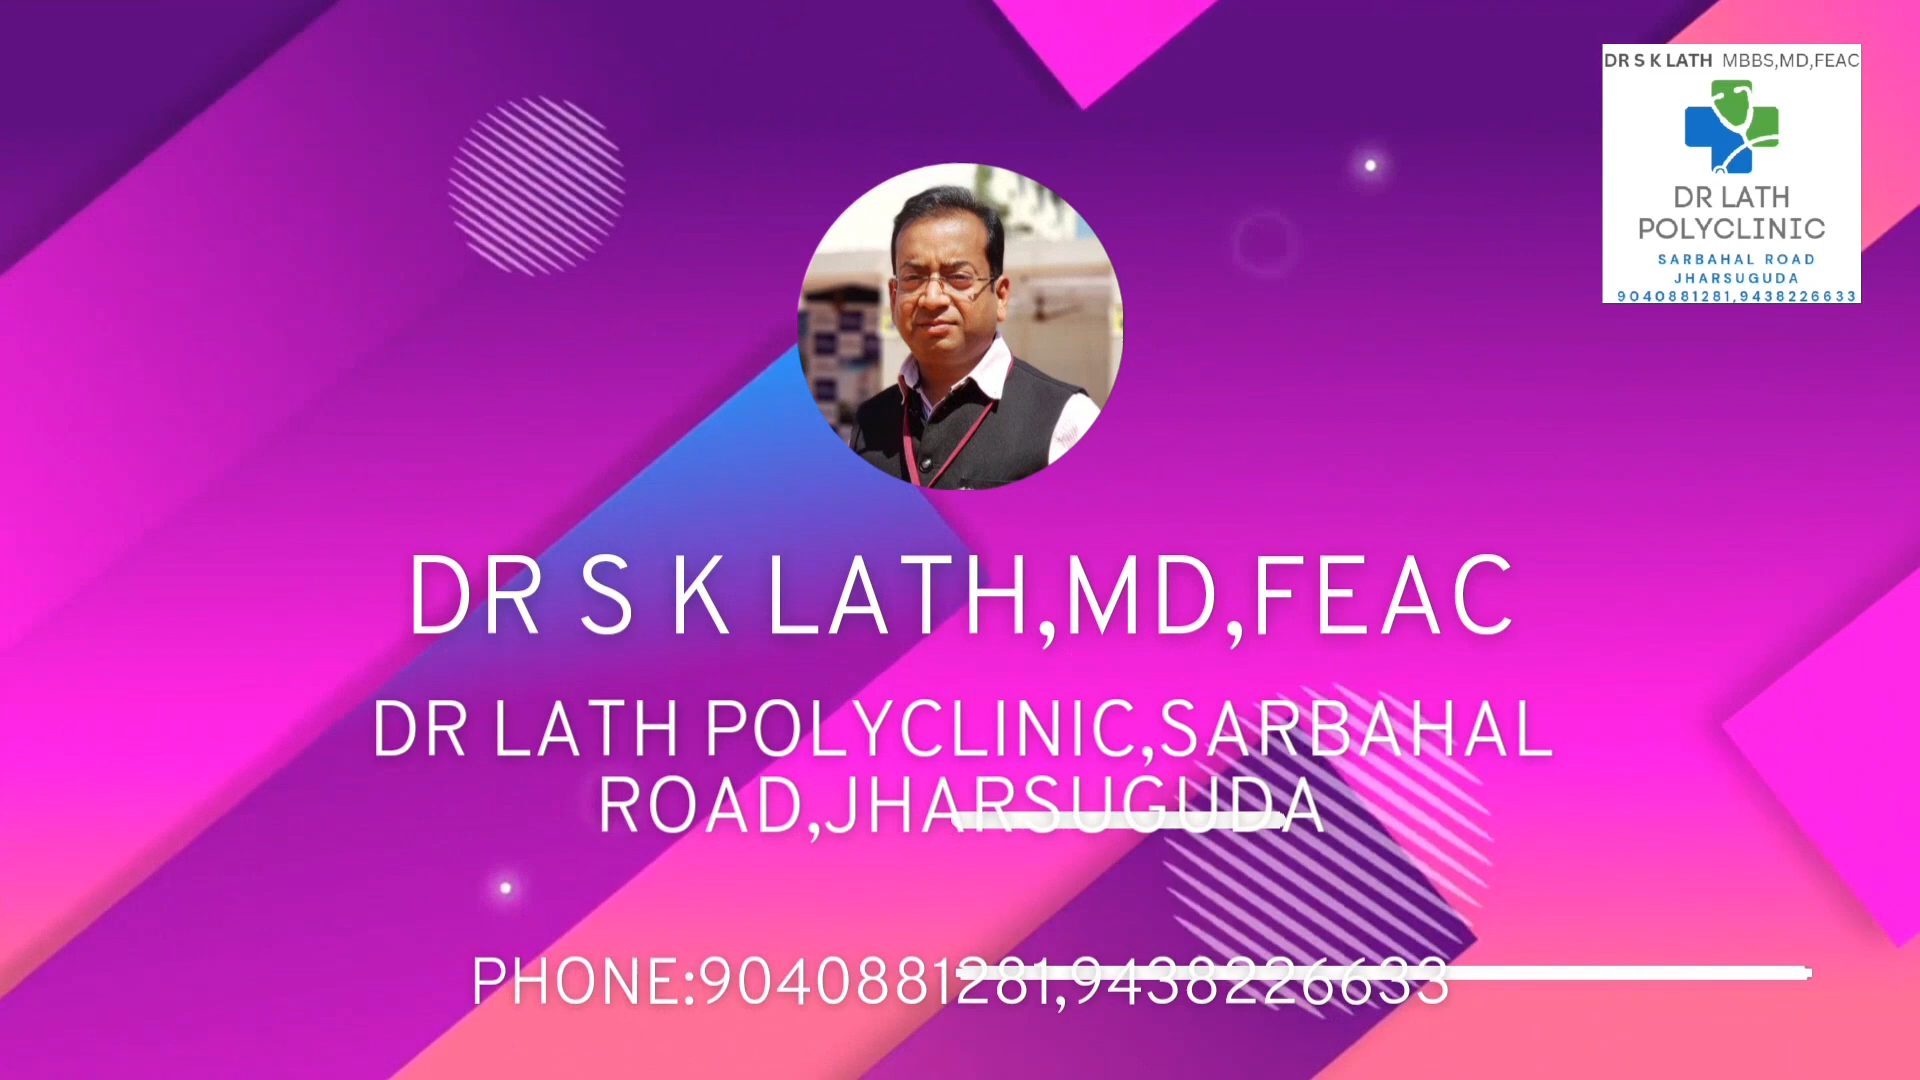 DR S K LATH MBBS,MD,FEAC
DR LATH
POLYCLINIC
SARBAHAL ROAD
JHARSUGUDA
9040881281,9438226633
DR S K LATH,MD,FEAC
DR LATH POLYCLINIC,SARBAHAL
ROAD,JHARSUGUDA
PHONE:9040881281,9438226633